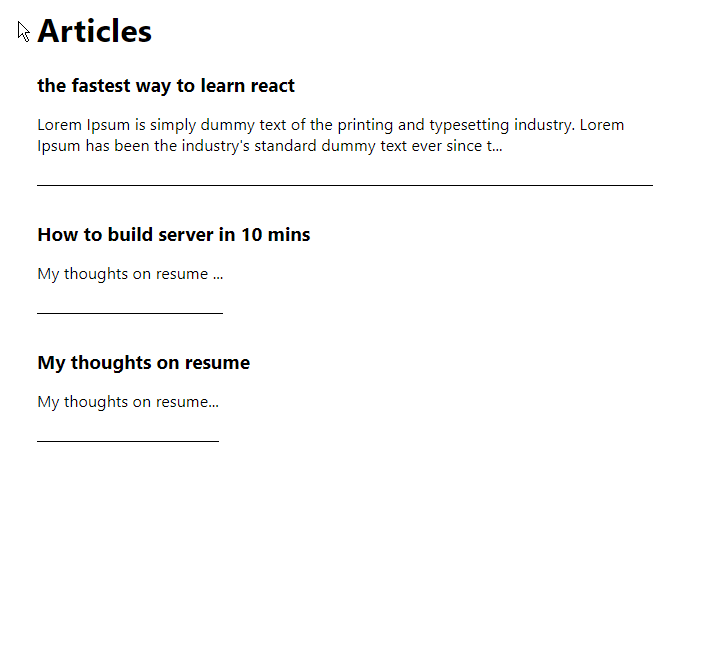 Articles
the fastest way to learn react
Lorem Ipsum is simply dummy text of the printing and typesetting industry. Lorem
Ipsum has been the industry's standard dummy text ever since t...
How to build server in 10 mins
My thoughts on resume ...
My thoughts on resume
My thoughts on resume...